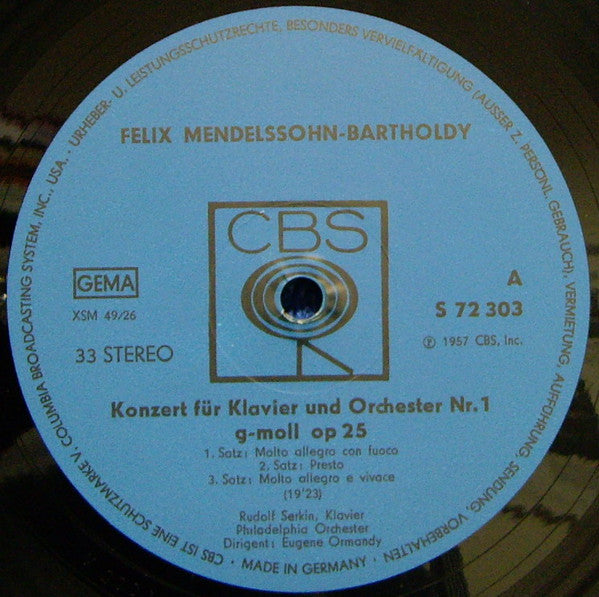 URHEBER- U. LEISTUNGSSCHUTZRECHTE, BESONDERS VERVIELFÄLTIGUNG (AUSSER Z. PERSÖNL. GEBRAUCH), VERMIETUNG, AUFFÜHRUNG, SENDUNG, VORBEHALTEN
FELIX MENDELSSOHN-BARTHOLDY
CBS
GEMA
XSM 49/26
33 STEREO
A
S 72 303
Ⓟ 1957 CBS, Inc.
Konzert für Klavier und Orchester Nr. 1
g-moll op 25
1. Satz: Molto allegro con fuoco
2. Satz: Presto
3. Satz: Molto allegro e vivace
(19'23)
Rudolf Serkin, Klavier
Philadelphia Orchester
Dirigent: Eugene Ormandy
CBS IST EINE SCHUTZMARKE V. COLUMBIA BROADCASTING SYSTEM, INC., USA. •
• MADE IN GERMANY •